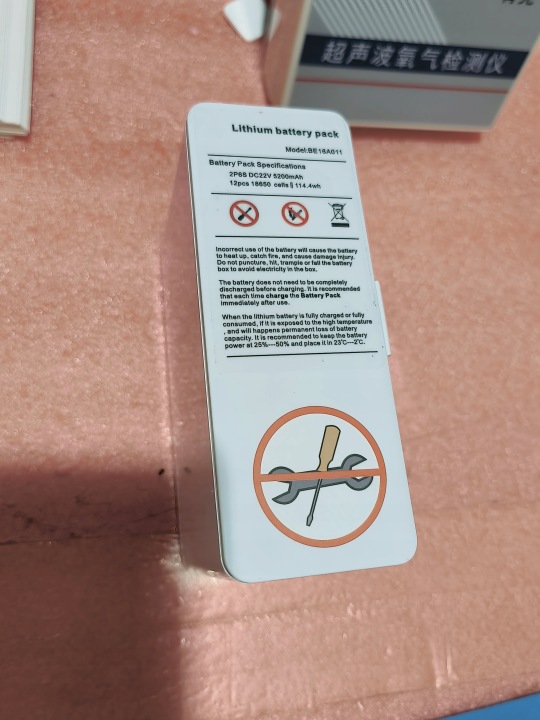 超声波氧气检测仪
Lithium battery pack
Model:BE16A011
Battery Pack Specifications
2P6S DC22V 5200mAh
12pcs 18650 cells § 114.4wh
Incorrect use of the battery will cause the battery
to heat up, catch fire, and cause damage injury.
Do not puncture, hit, trample or fall the battery
box to avoid electricity in the box.
The battery does not need to be completely
discharged before charging. It is recommended
that each time charge the Battery Pack
immediately after use.
When the lithium battery is fully charged or fully
consumed, if it is exposed to the high temperature
, and will happens permanent loss of battery
capacity. It is recommended to keep the battery
power at 25%---50% and place it in 23℃---2℃.